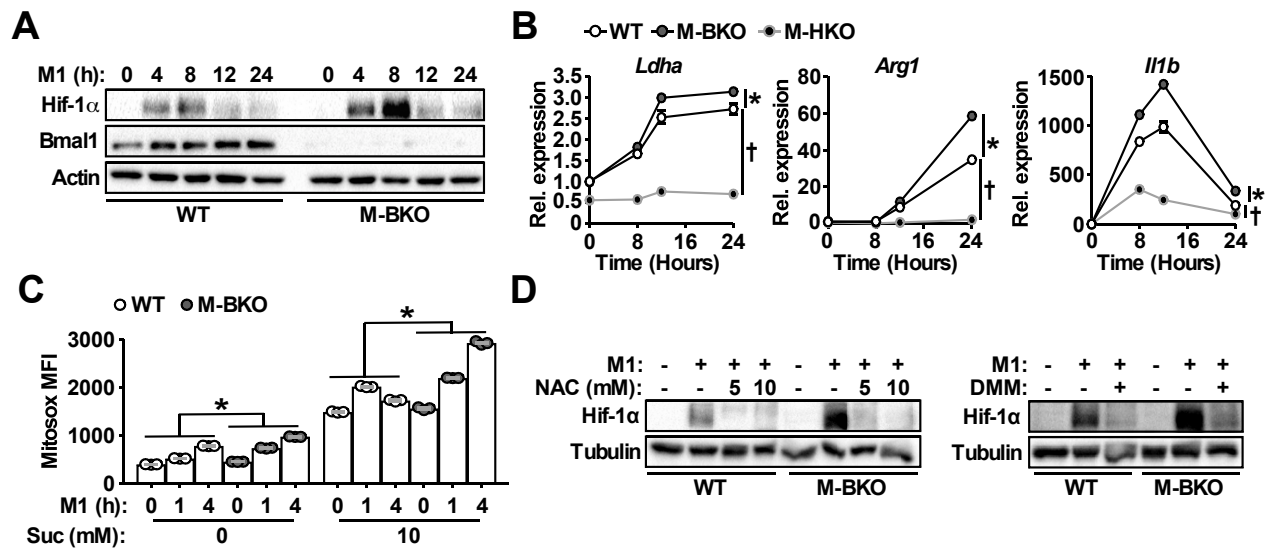 A
M1 (h): 0 4 8 12 24 0 4 8 12 24
Hif-1α
Bmal1
Actin
WT M-BKO
B
WT M-BKO M-HKO
Ldha
Rel. expression
3.5
3.0
2.5
2.0
1.5
1.0
0.5
0
*
†
0 8 16 24
Time (Hours)
Arg1
Rel. expression
80
60
40
20
0
*
†
0 8 16 24
Time (Hours)
Il1b
Rel. expression
1500
1000
500
0
*
†
0 8 16 24
Time (Hours)
C
WT M-BKO
Mitosox MFI
3000
2000
1000
0
*
*
M1 (h): 0 1 4 0 1 4 0 1 4 0 1 4
Suc (mM): 0 10
D
M1: - + + + - + + +
NAC (mM): - - 5 10 - - 5 10
Hif-1α
Tubulin
WT M-BKO
M1: - + + - + +
DMM: - - + - - +
Hif-1α
Tubulin
WT M-BKO